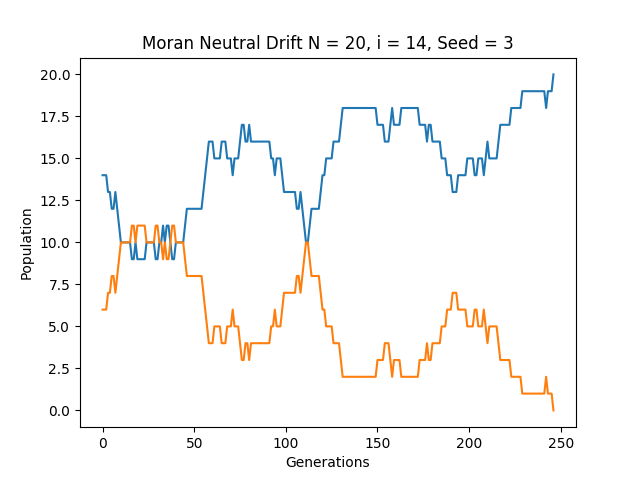 Moran Neutral Drift N = 20, i = 14, Seed = 3
20.0
17.5
15.0
12.5
10.0
7.5
5.0
2.5
0.0
Population
0 50 100 150 200 250
Generations